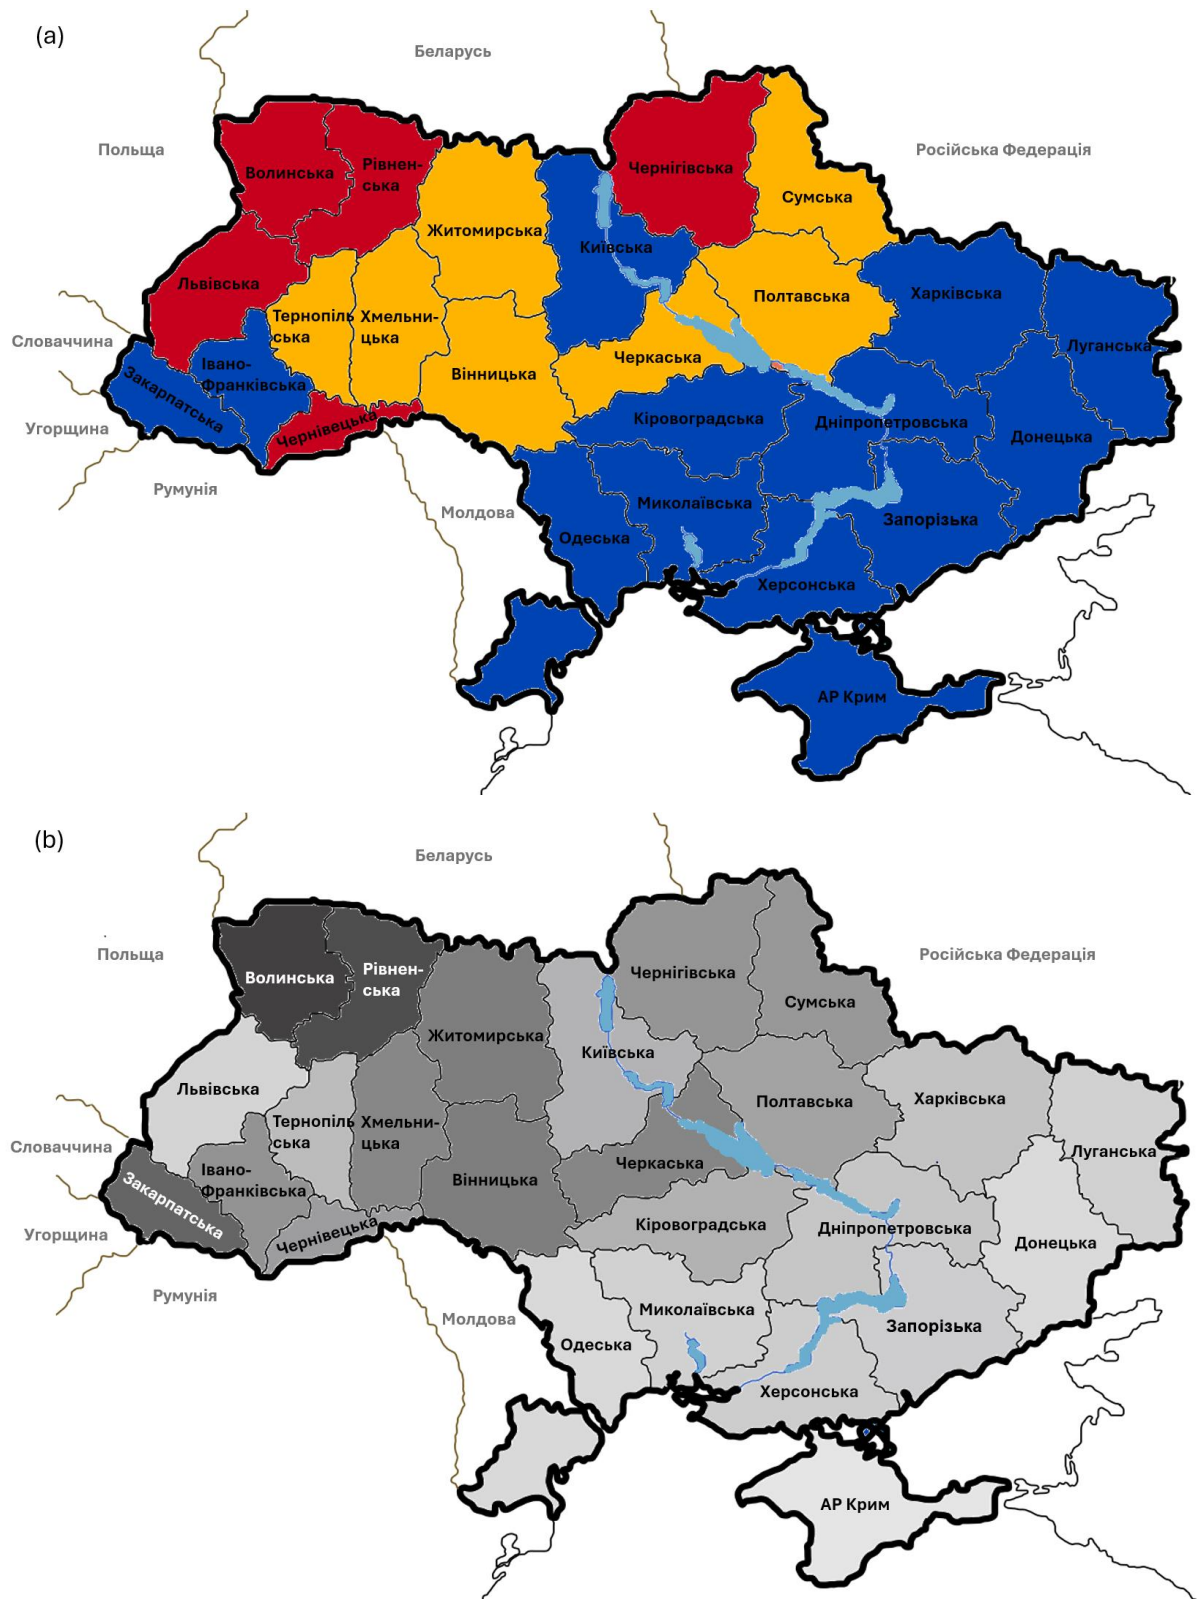 (a)
Беларусь
Польща
Російська Федерація
Волинська
Рівнен-
ська
Чернігівська
Сумська
Житомирська
Київська
Львівська
Тернопіль
ська
Хмельни-
цька
Полтавська
Харківська
Словаччина
Луганська
Івано-
Франківська
Черкаська
Вінницька
Закарпатська
Угорщина
Чернівецька
Кіровоградська
Дніпропетровська
Донецька
Румунія
Молдова
Миколаївська
Запорізька
Одеська
Херсонська
АР Крим
(b)
Беларусь
Польща
Російська Федерація
Волинська
Рівнен-
ська
Чернігівська
Сумська
Житомирська
Київська
Львівська
Тернопіль
ська
Хмельни-
цька
Полтавська
Харківська
Словаччина
Луганська
Івано-
Франківська
Черкаська
Вінницька
Закарпатська
Угорщина
Чернівецька
Кіровоградська
Дніпропетровська
Донецька
Румунія
Молдова
Миколаївська
Запорізька
Одеська
Херсонська
АР Крим